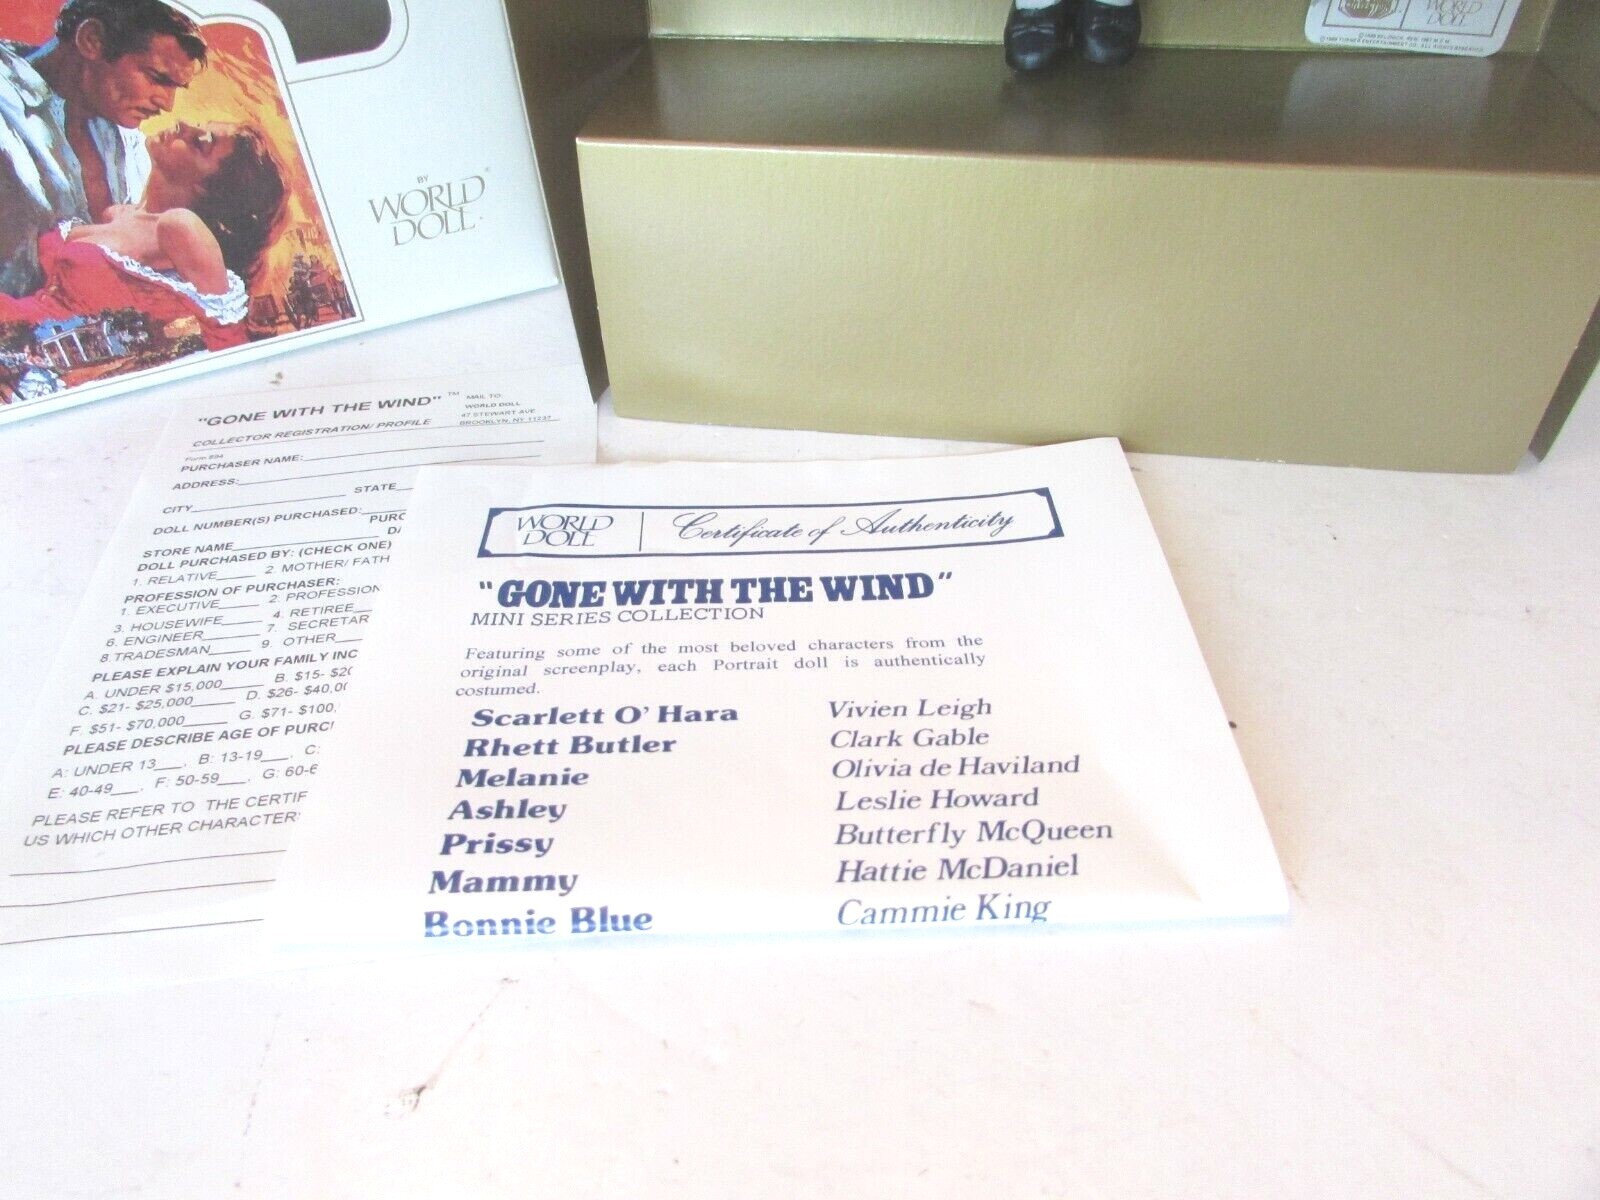 BY
WORLD
DOLL
WORLD
DOLL
"GONE WITH THE WIND" ™
MAIL TO:
WORLD DOLL
47 STEWART AVE
BROOKLYN, NY 11237
COLLECTOR REGISTRATION/ PROFILE
Form 894
PURCHASER NAME:
ADDRESS:
CITY STATE
DOLL NUMBER(S) PURCHASED:
PURC
STORE NAME
DOLL PURCHASED BY: (CHECK ONE)
1. RELATIVE 2. MOTHER/ FATH
PROFESSION OF PURCHASER:
1. EXECUTIVE 2. PROFESSION
3. HOUSEWIFE 4. RETIREE
6. ENGINEER 7. SECRETAR
8. TRADESMAN 9. OTHER
PLEASE EXPLAIN YOUR FAMILY INC
A. UNDER $15,000 B. $15- $20
C. $21- $25,000 D. $26- $40,00
F. $51- $70,000 G. $71- $100,
PLEASE DESCRIBE AGE OF PURC
A: UNDER 13 , B: 13-19 , C:
E: 40-49 , F: 50-59 , G: 60-6
PLEASE REFER TO THE CERTIF
US WHICH OTHER CHARACTER
WORLD
DOLL
Certificate of Authenticity
"GONE WITH THE WIND"
MINI SERIES COLLECTION
Featuring some of the most beloved characters from the
original screenplay, each Portrait doll is authentically
costumed.
Scarlett O'Hara Vivien Leigh
Rhett Butler Clark Gable
Melanie Olivia de Haviland
Ashley Leslie Howard
Prissy Butterfly McQueen
Mammy Hattie McDaniel
Bonnie Blue Cammie King